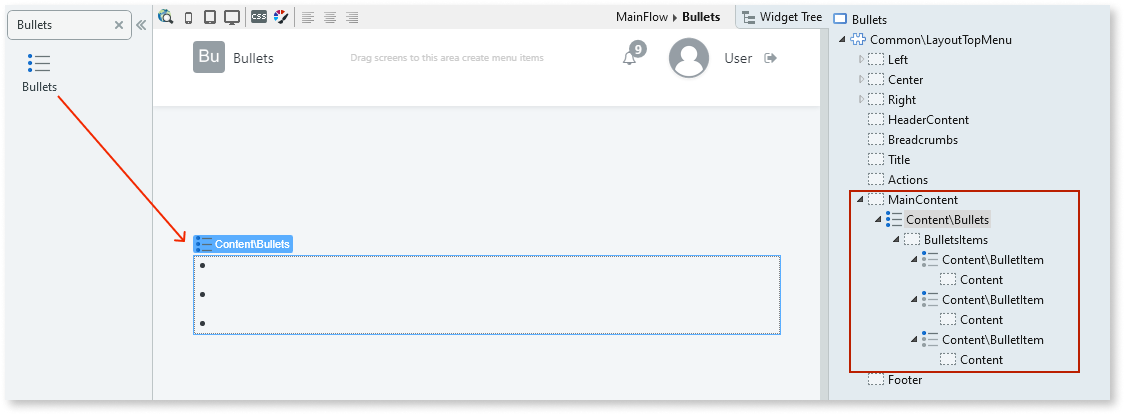 Bullets
Bullets
CSS
MainFlow Bullets
Widget Tree
Bu Bullets
Drag screens to this area create menu items
9
User
Content\Bullets
Bullets
Common\LayoutTopMenu
Left
Center
Right
HeaderContent
Breadcrumbs
Title
Actions
MainContent
Content\Bullets
BulletsItems
Content\BulletItem
Content
Content\BulletItem
Content
Content\BulletItem
Content
Footer